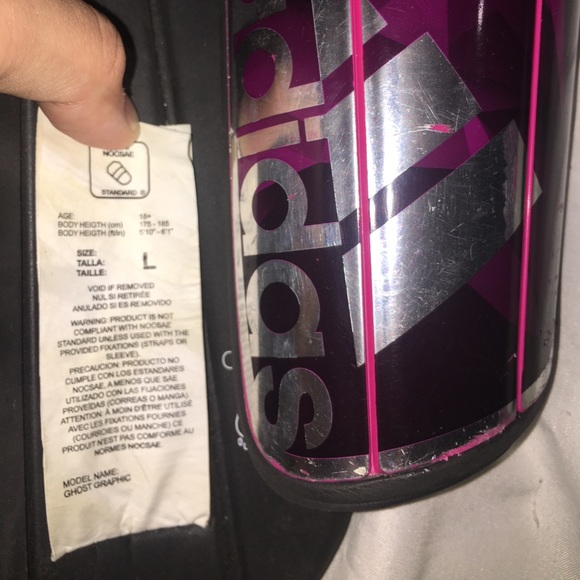 NOCSAE
STANDARD
AGE: 15+
BODY HEIGTH (cm) 175 - 185
BODY HEIGTH (ft/in) 5'10"-6'1"
SIZE:
TALLA: L
TAILLE:
VOID IF REMOVED
NUL SI RETIRÉE
ANULADO SI ES REMOVIDO
WARNING: PRODUCT IS NOT
COMPLIANT WITH NOCSAE
STANDARD UNLESS USED WITH THE
PROVIDED FIXATIONS (STRAPS OR
SLEEVE).
PRECAUCION: PRODUCTO NO
CUMPLE CON LOS ESTANDARES
NOCSAE, A MENOS QUE SAE
UTILIZADO CON LAS FIJACIONES
PROVEÍDAS (CORREAS O MANGA)
ATTENTION: À MOIN D'ÊTRE UTILISÉ
AVEC LES FIXATIONS FOURNIES
(COURROIES OU MANCHE) CE
PRODUIT N'EST PAS CONFORME AU
NORMES NOCSAE.
MODEL NAME:
GHOST GRAPHIC
adidas